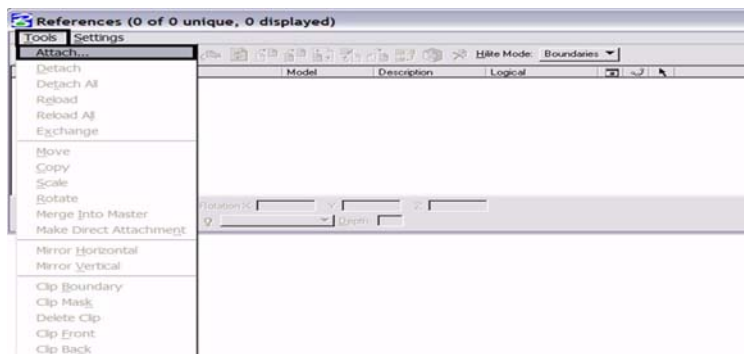 References (0 of 0 unique, 0 displayed)
Tools Settings
Attach...
Hilite Mode: Boundaries
Model Description Logical
Detach
Detach All
Reload
Reload All
Exchange
Move
Copy
Scale
Rotate
Rotation X: Y: Z:
Merge Into Master
Depth:
Make Direct Attachment
Mirror Horizontal
Mirror Vertical
Clip Boundary
Clip Mask
Delete Clip
Clip Front
Clip Back